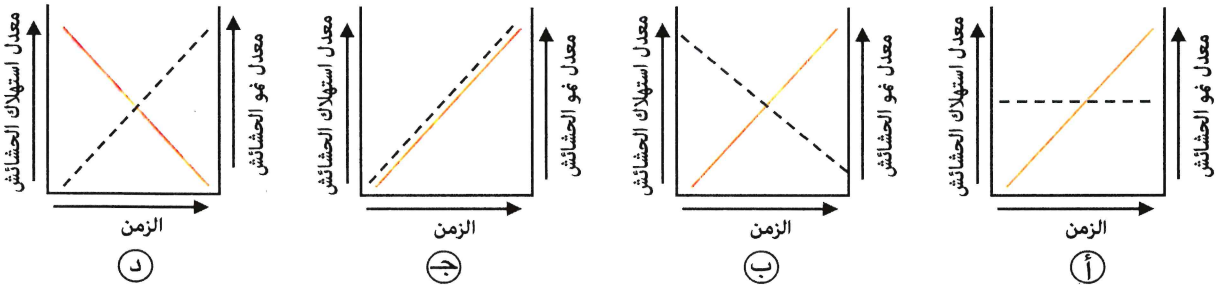 معدل استهلاك الحشائش
معدل نمو الحشائش
الزمن
أ
معدل استهلاك الحشائش
معدل نمو الحشائش
الزمن
ب
معدل استهلاك الحشائش
معدل نمو الحشائش
الزمن
جـ
معدل استهلاك الحشائش
معدل نمو الحشائش
الزمن
د